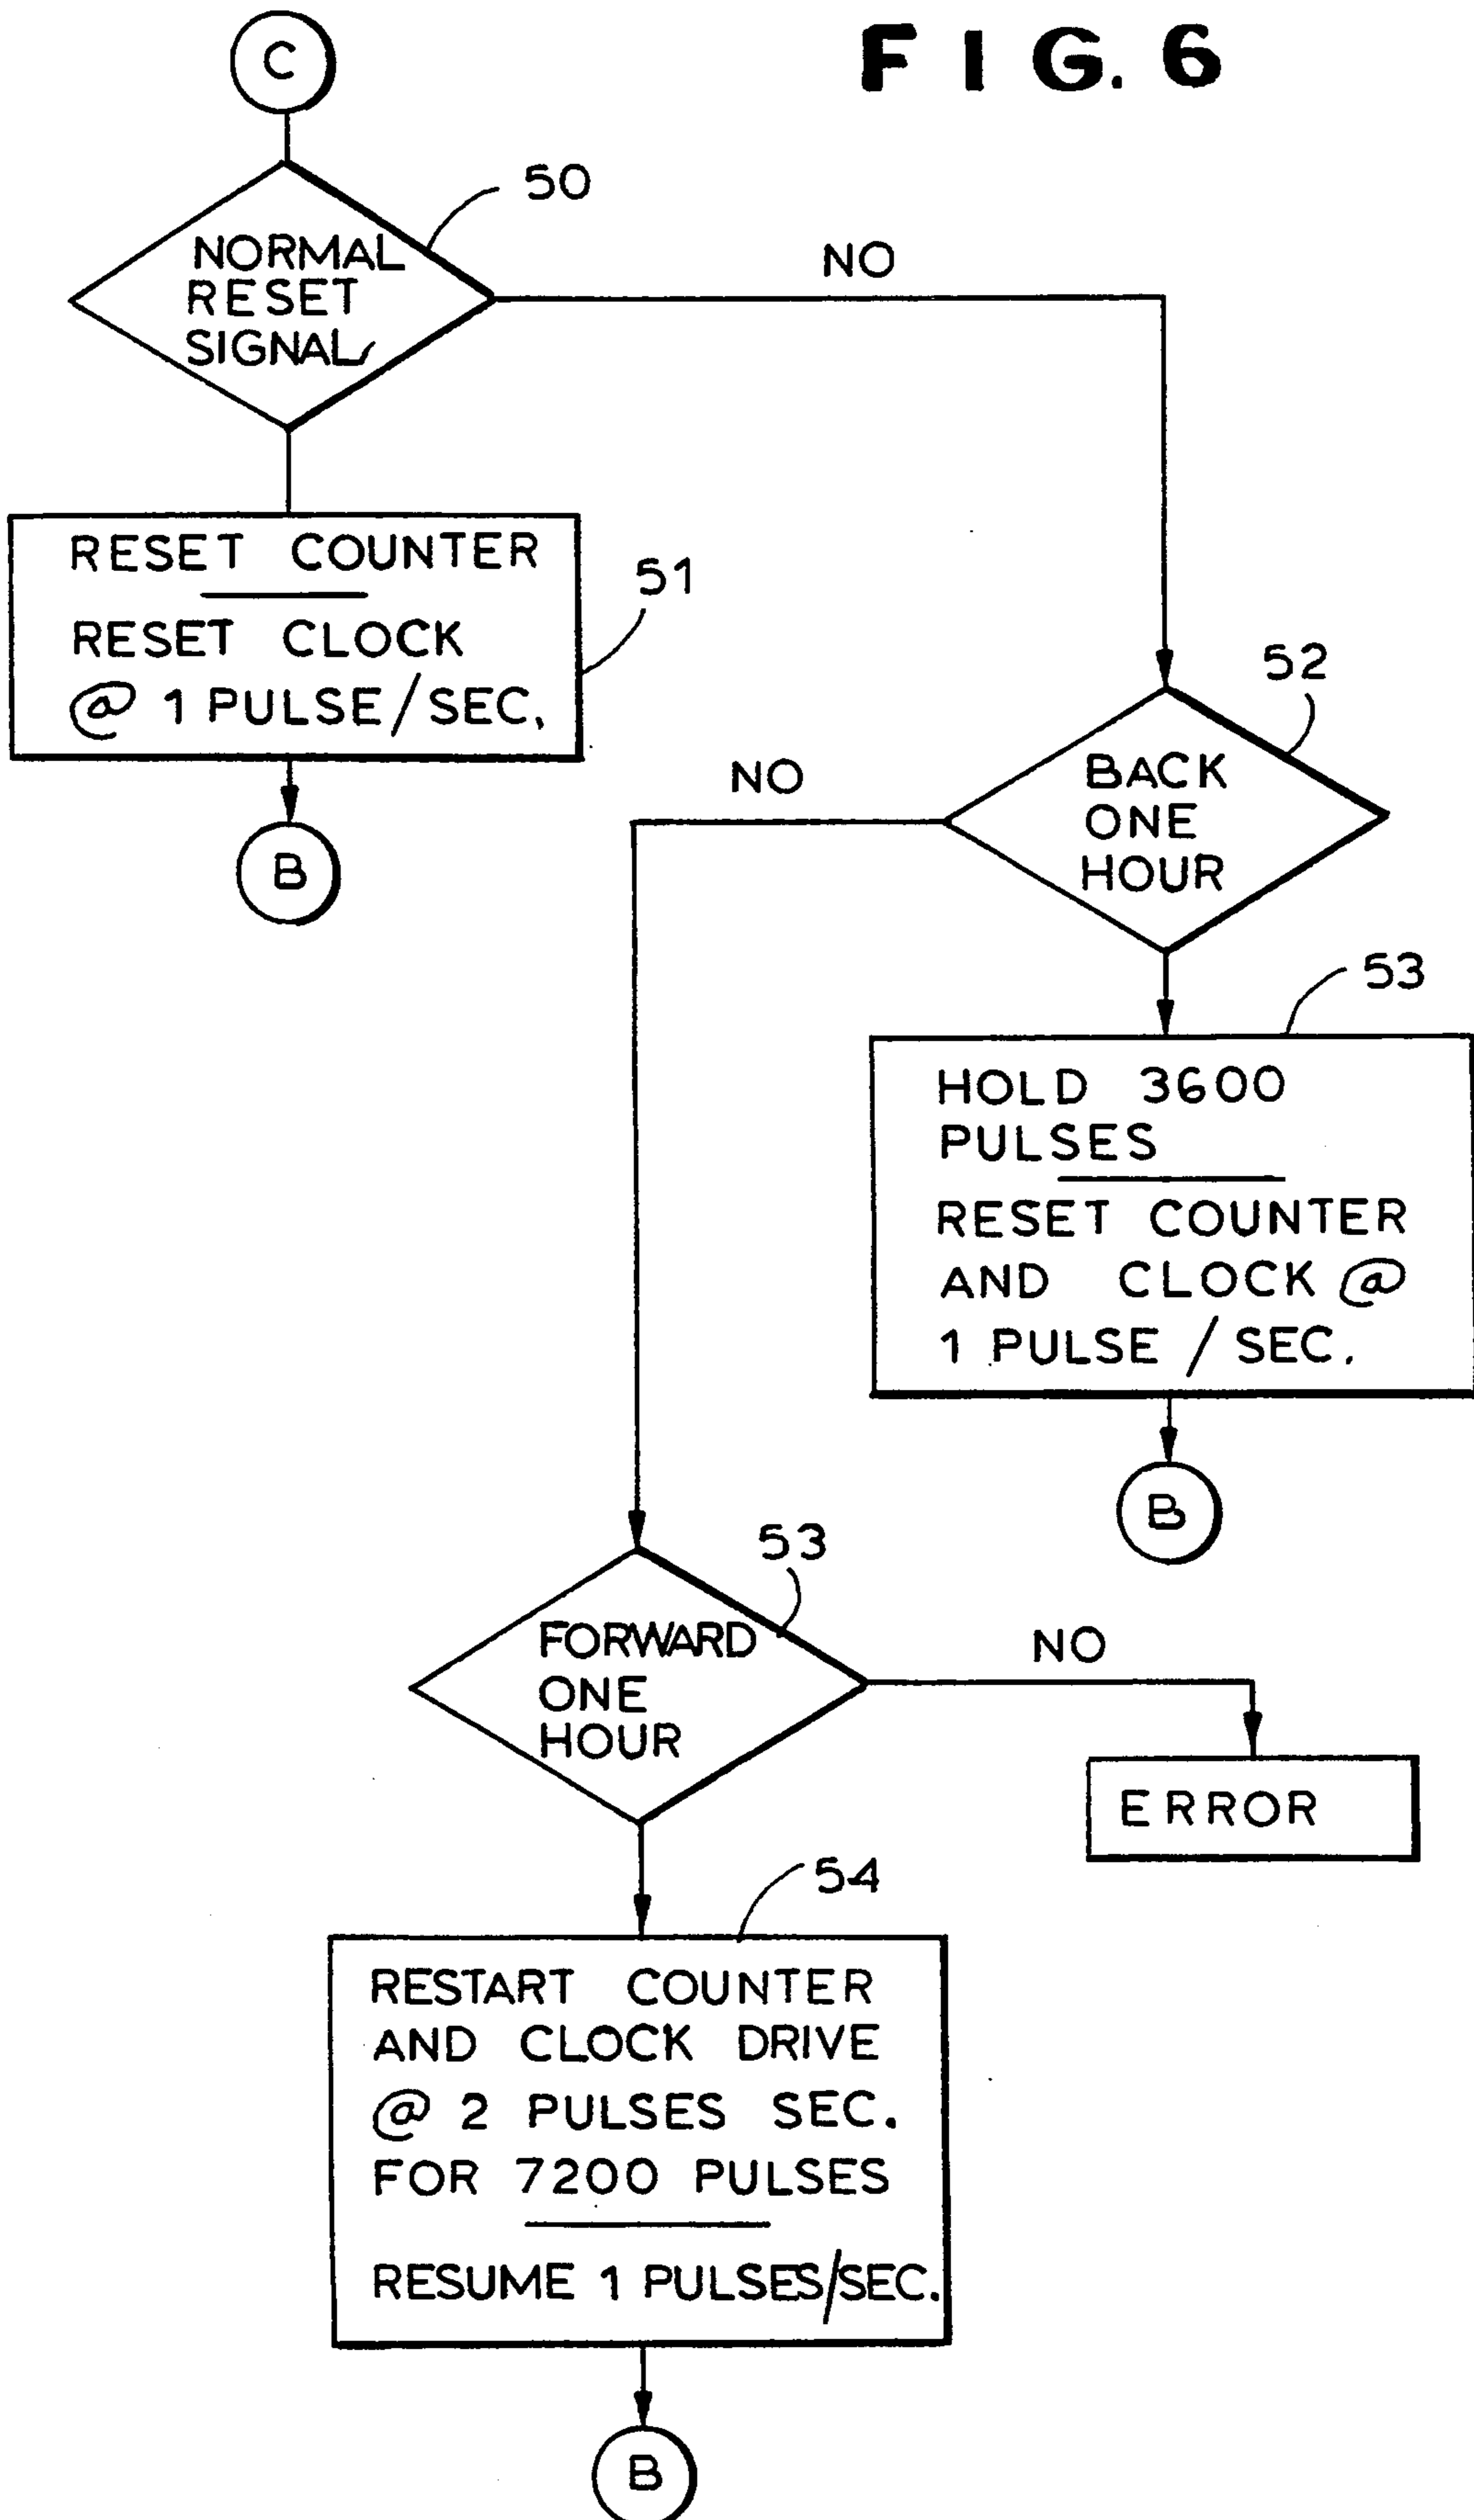 FIG. 6
C
50
NORMAL
RESET
SIGNAL
NO
RESET COUNTER
RESET CLOCK
@ 1 PULSE/SEC.
51
B
52
BACK
ONE
HOUR
NO
53
HOLD 3600
PULSES
RESET COUNTER
AND CLOCK @
1 PULSE / SEC.
B
53
FORWARD
ONE
HOUR
NO
ERROR
54
RESTART COUNTER
AND CLOCK DRIVE
@ 2 PULSES SEC.
FOR 7200 PULSES
RESUME 1 PULSES/SEC.
B